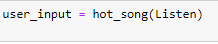 user_input = hot_song(Listen)